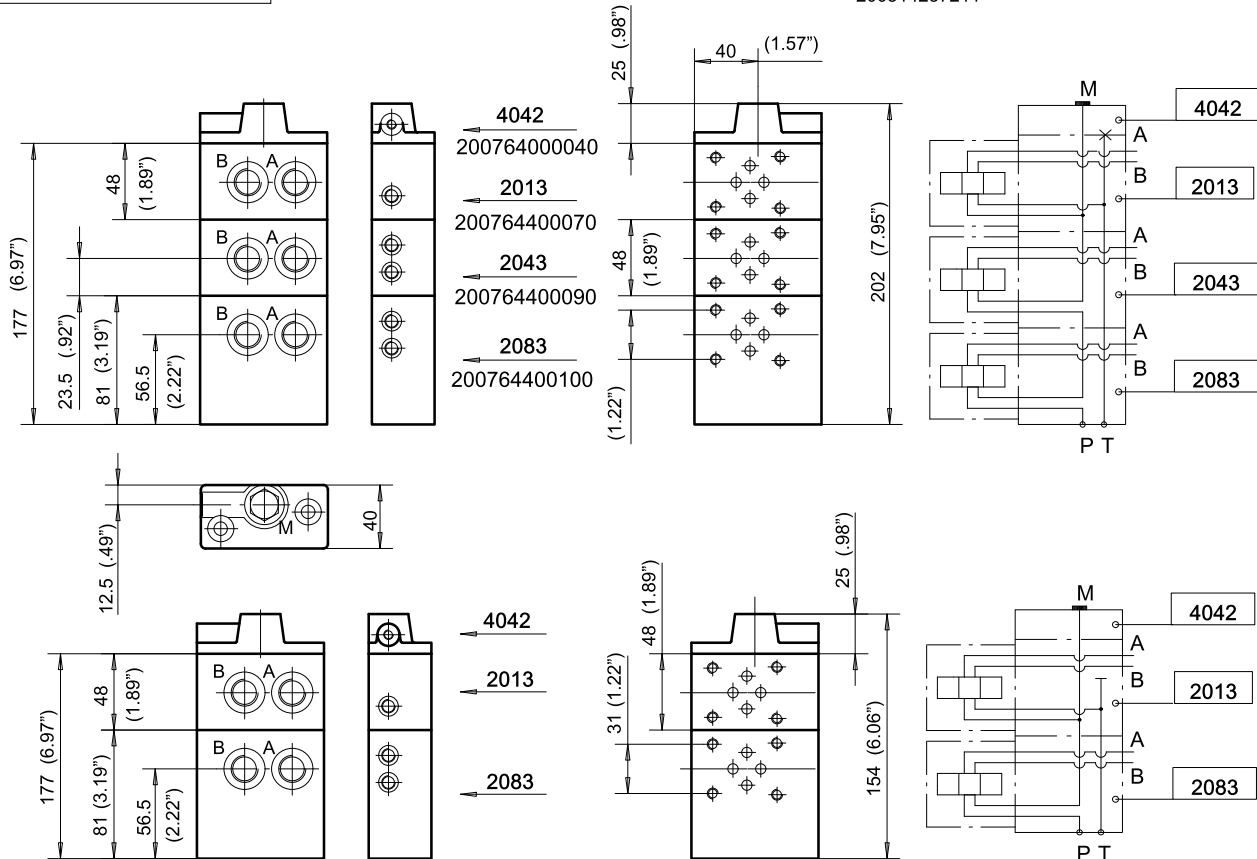 25 (.98”)
40
(1.57”)
M
4042
4042
200764000040
A
B A
48
(1.89”)
B
2013
2013
200764400070
177 (6.97”)
202 (7.95”)
B A
A
48
(1.89”)
B
2043
2043
200764400090
23.5 (.92”)
81 (3.19”)
56.5
(2.22”)
B A
A
B
2083
2083
200764400100
(1.22”)
P T
12.5 (.49”)
M
40
25 (.98”)
48 (1.89”)
M
4042
4042
A
B A
48
(1.89”)
B
2013
2013
177 (6.97”)
31 (1.22”)
154 (6.06”)
B A
A
81 (3.19”)
56.5
(2.22”)
B
2083
2083
P T